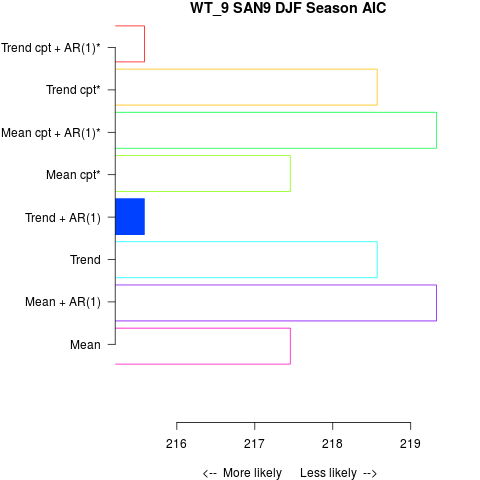 WT_9 SAN9 DJF Season AIC
Trend cpt + AR(1)*
Trend cpt*
Mean cpt + AR(1)*
Mean cpt*
Trend + AR(1)
Trend
Mean + AR(1)
Mean
216 217 218 219
<-- More likely Less likely -->